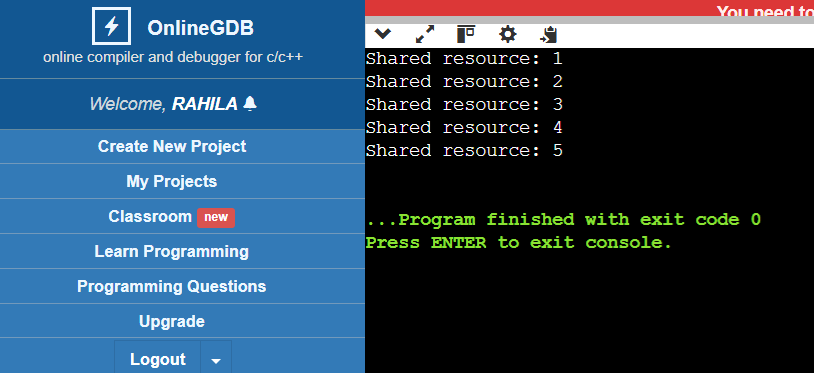 OnlineGDB
online compiler and debugger for c/c++
Welcome, RAHILA
Create New Project
My Projects
Classroom new
Learn Programming
Programming Questions
Upgrade
Logout
You need to
Shared resource: 1
Shared resource: 2
Shared resource: 3
Shared resource: 4
Shared resource: 5
...Program finished with exit code 0
Press ENTER to exit console.